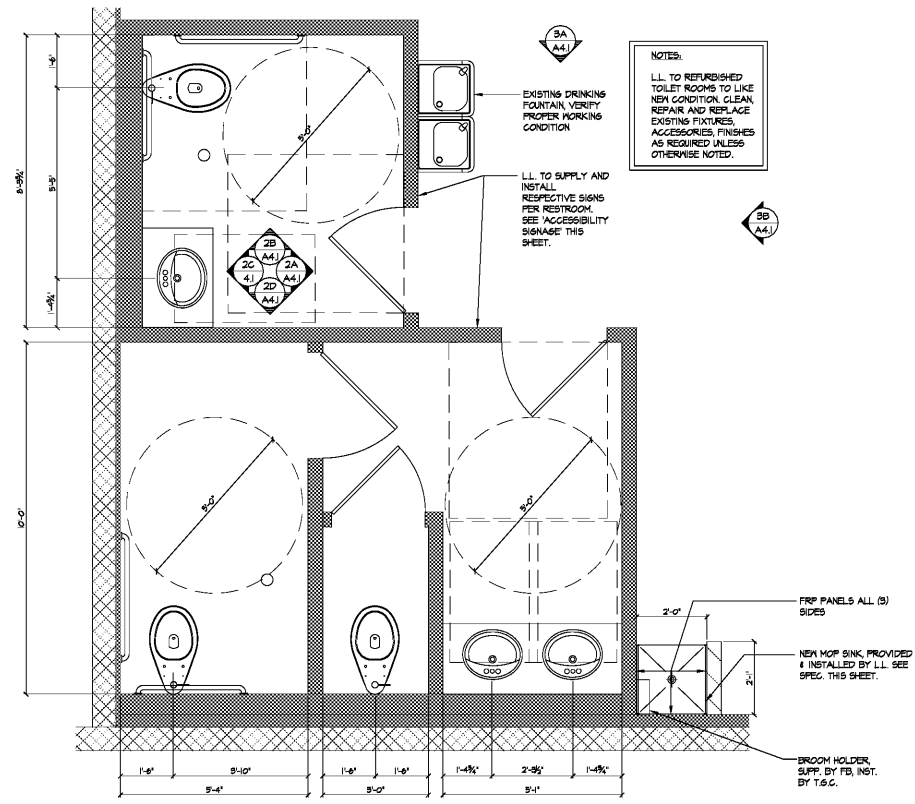 3A
A4.1
NOTES:
L.L. TO REFURBISHED
TOILET ROOMS TO LIKE
NEW CONDITION. CLEAN,
REPAIR AND REPLACE
EXISTING FIXTURES,
ACCESSORIES, FINISHES
AS REQUIRED UNLESS
OTHERWISE NOTED.
EXISTING DRINKING
FOUNTAIN, VERIFY
PROPER WORKING
CONDITION
1'-6"
5'-0"
5'-5"
L.L. TO SUPPLY AND
INSTALL
RESPECTIVE SIGNS
PER RESTROOM.
SEE 'ACCESSIBILITY
SIGNAGE' THIS
SHEET.
3B
A4.1
2B
A4.1
2C
4.1
2A
A4.1
2D
A4.1
1'-4¾"
10'-0"
5'-0"
5'-0"
2'-0"
FRP PANELS ALL (3)
SIDES
NEW MOP SINK, PROVIDED
& INSTALLED BY L.L. SEE
SPEC. THIS SHEET.
2'-1"
BROOM HOLDER,
SUPP. BY FB, INST.
BY T.G.C.
1'-6"
3'-10"
1'-6"
1'-6"
1'-4¾"
2'-3½"
1'-4¾"
5'-4"
3'-0"
5'-1"